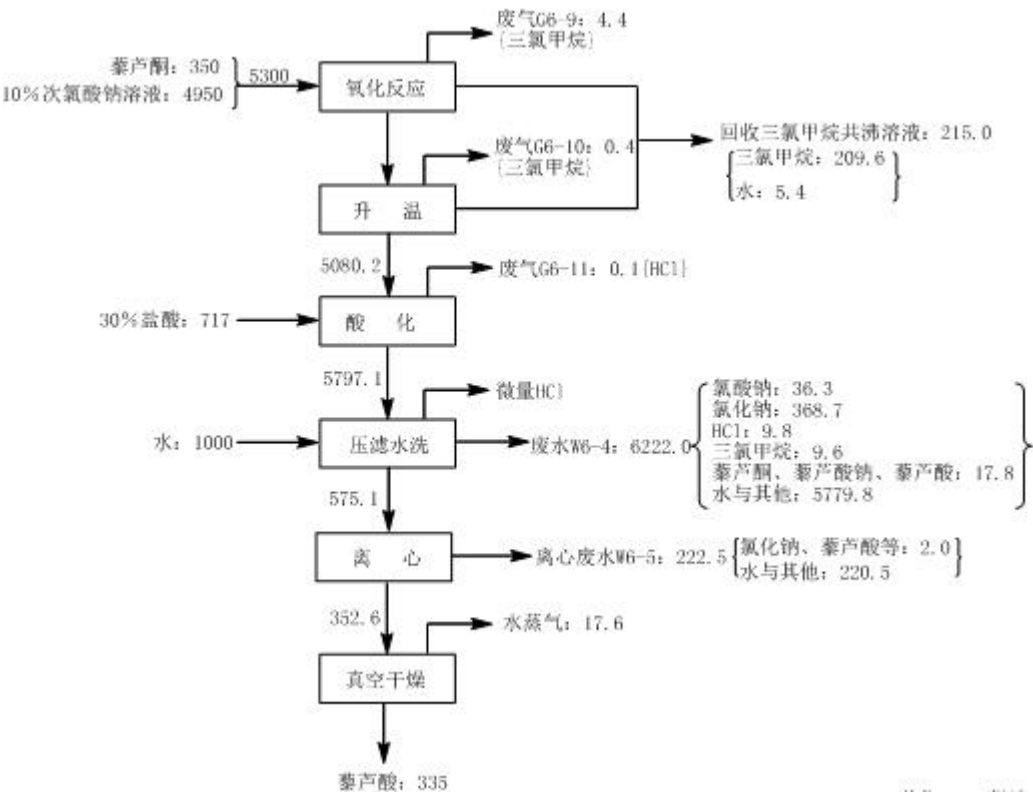 废气G6-9：4.4
{三氯甲烷}
藜芦酮：350
10%次氯酸钠溶液：4950
5300
氧化反应
废气G6-10：0.4
{三氯甲烷}
回收三氯甲烷共沸溶液：215.0
三氯甲烷：209.6
水：5.4
升 温
5080.2
废气G6-11：0.1{HCl}
30%盐酸：717
酸 化
5797.1
微量HCl
水：1000
压滤水洗
废水W6-4：6222.0
氯酸钠：36.3
氯化钠：368.7
HCl：9.8
三氯甲烷：9.6
藜芦酮、藜芦酸钠、藜芦酸：17.8
水与其他：5779.8
575.1
离 心
离心废水W6-5：222.5
氯化钠、藜芦酸等：2.0
水与其他：220.5
352.6
水蒸气：17.6
真空干燥
藜芦酸：335